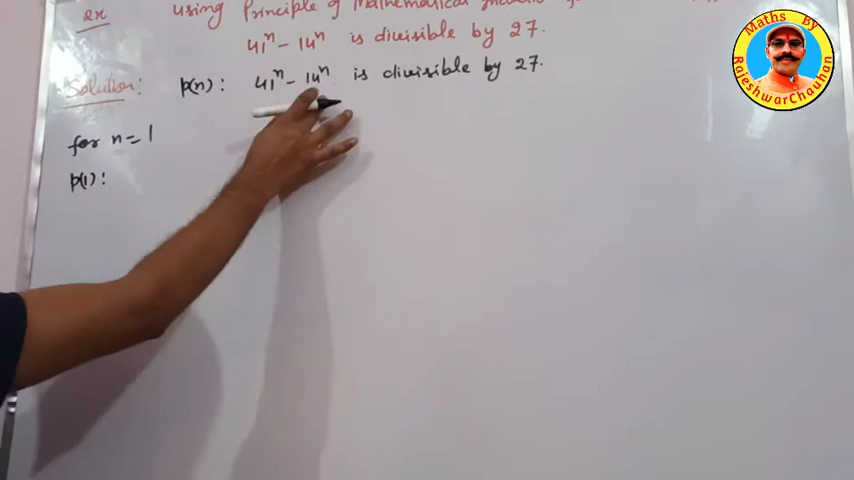 ex using Principle of Mathematical
41ⁿ - 14ⁿ is divisible by 27.
Solution: p(n): 41ⁿ - 14ⁿ is divisible by 27.
for n = 1
p(1):
Maths By
RajeshwarChauhan